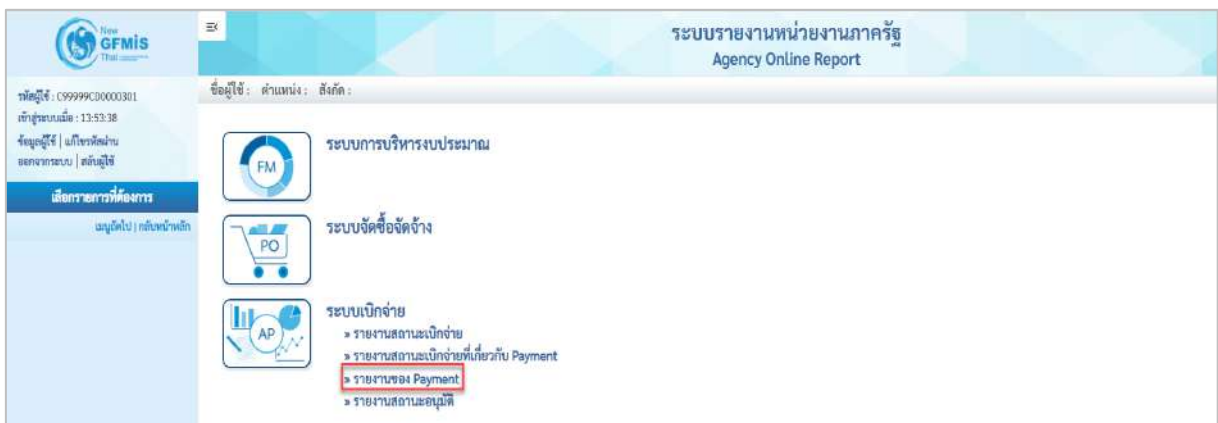 New
GFMIS
Thai
ระบบรายงานหน่วยงานภาครัฐ
Agency Online Report
รหัสผู้ใช้ : C99999CD0000301
เข้าสู่ระบบเมื่อ : 13:53:38
ข้อมูลผู้ใช้ | แก้ไขรหัสผ่าน
ออกจากระบบ | สลับผู้ใช้
เลือกรายการที่ต้องการ
เมนูถัดไป | กลับหน้าหลัก
ชื่อผู้ใช้ : ตำแหน่ง : สังกัด :
FM
ระบบการบริหารงบประมาณ
PO
ระบบจัดซื้อจัดจ้าง
AP
ระบบเบิกจ่าย
» รายงานสถานะเบิกจ่าย
» รายงานสถานะเบิกจ่ายที่เกี่ยวกับ Payment
» รายงานของ Payment
» รายงานสถานะอนุมัติ